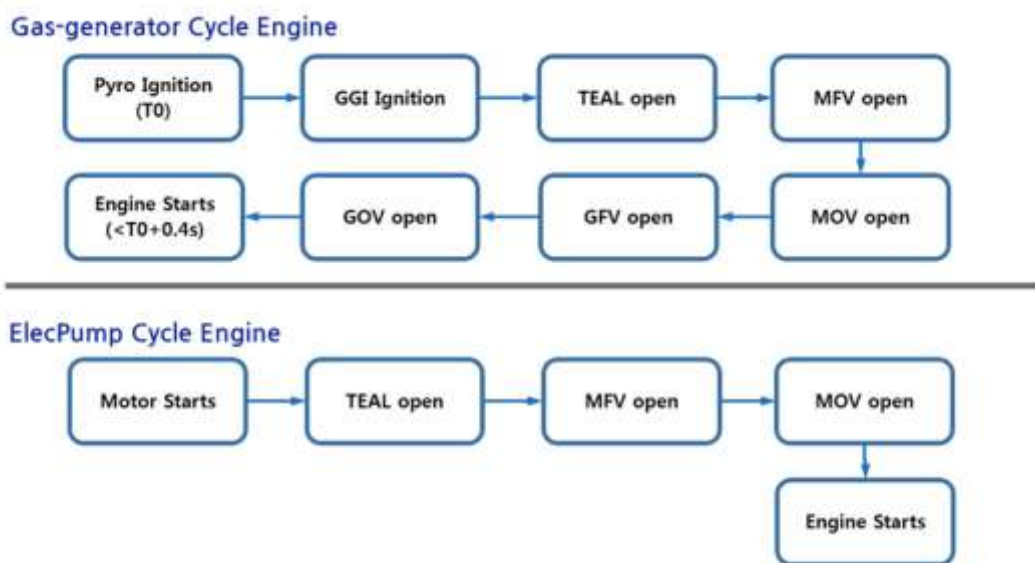 Gas-generator Cycle Engine
Pyro Ignition
(T0)
GGI Ignition
TEAL open
MFV open
Engine Starts
(<T0+0.4s)
GOV open
GFV open
MOV open
ElecPump Cycle Engine
Motor Starts
TEAL open
MFV open
MOV open
Engine Starts